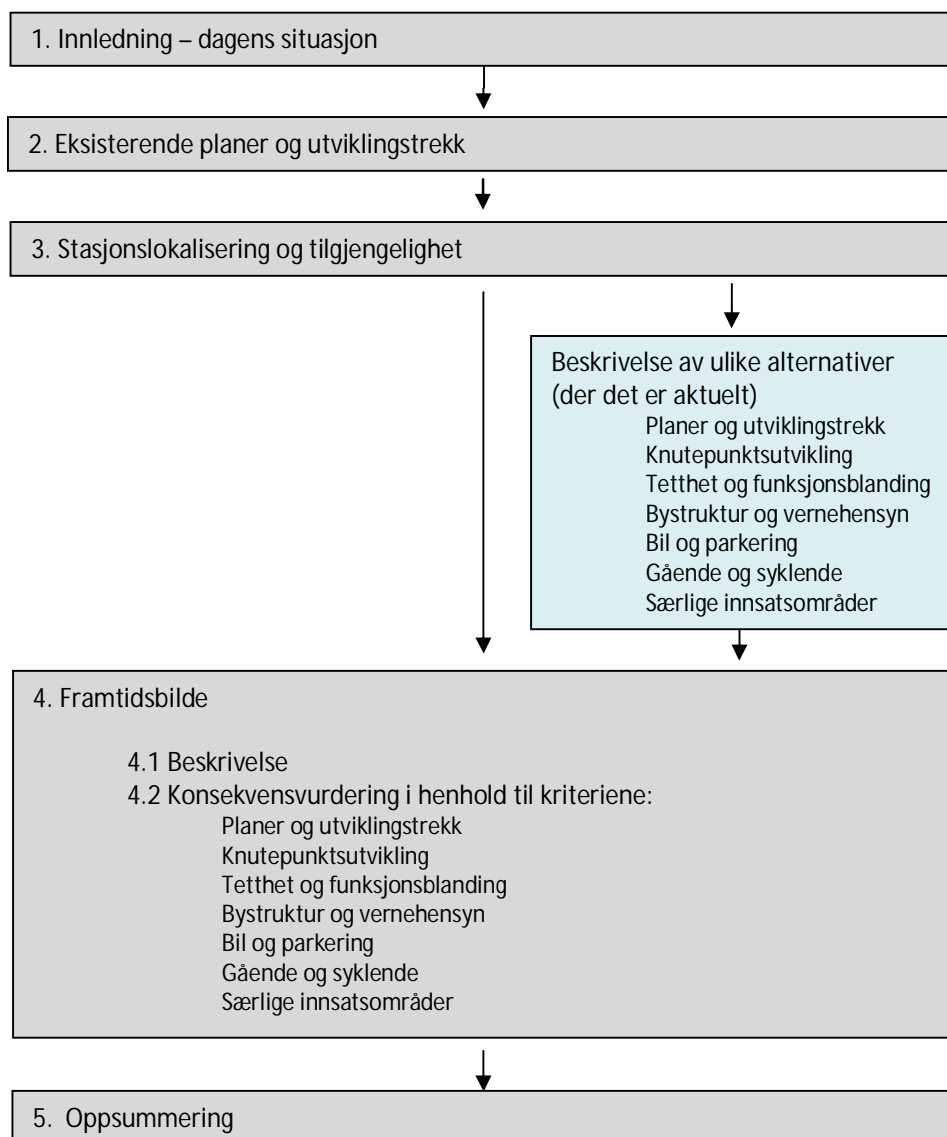 1. Innledning – dagens situasjon
2. Eksisterende planer og utviklingstrekk
3. Stasjonslokalisering og tilgjengelighet
Beskrivelse av ulike alternativer
(der det er aktuelt)
Planer og utviklingstrekk
Knutepunktsutvikling
Tetthet og funksjonsblanding
Bystruktur og vernehensyn
Bil og parkering
Gående og syklende
Særlige innsatsområder
4. Framtidsbilde
4.1 Beskrivelse
4.2 Konsekvensvurdering i henhold til kriteriene:
Planer og utviklingstrekk
Knutepunktsutvikling
Tetthet og funksjonsblanding
Bystruktur og vernehensyn
Bil og parkering
Gående og syklende
Særlige innsatsområder
5. Oppsummering